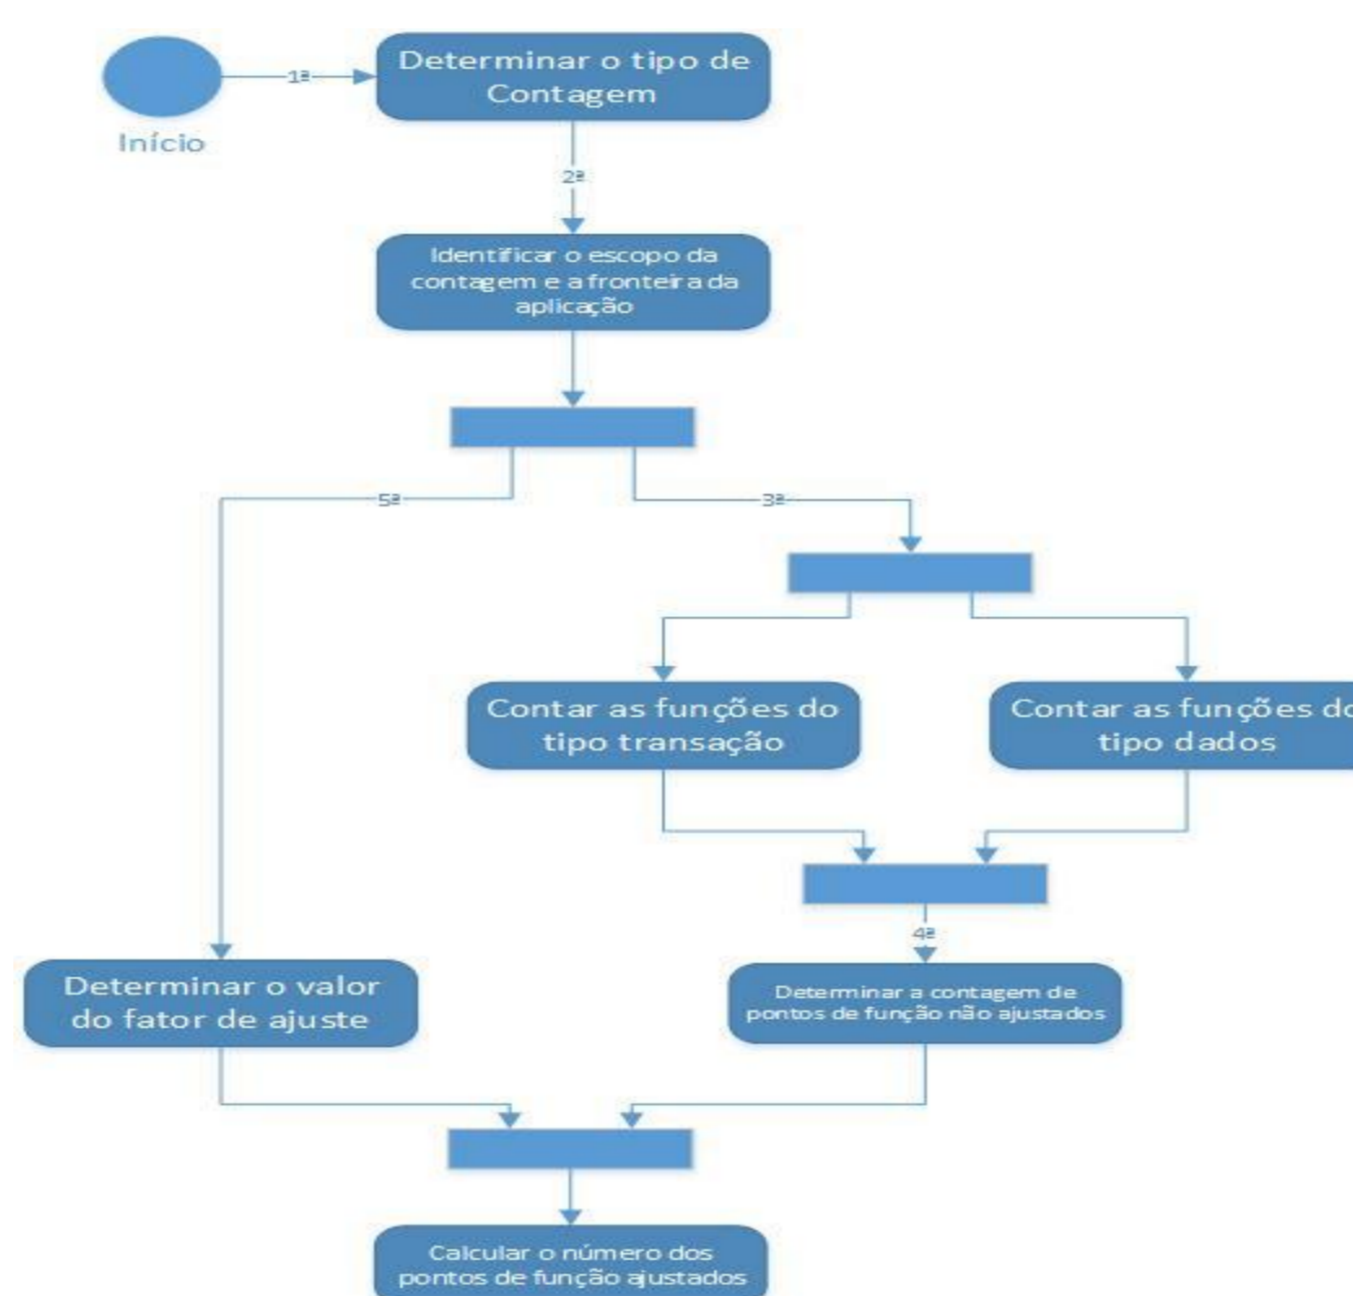 1ª
Determinar o tipo de
Contagem
Início
2ª
Identificar o escopo da
contagem e a fronteira da
aplicação
5ª
3ª
Contar as funções do
tipo transação
Contar as funções do
tipo dados
4ª
Determinar o valor
do fator de ajuste
Determinar a contagem de
pontos de função não ajustados
Calcular o número dos
pontos de função ajustados